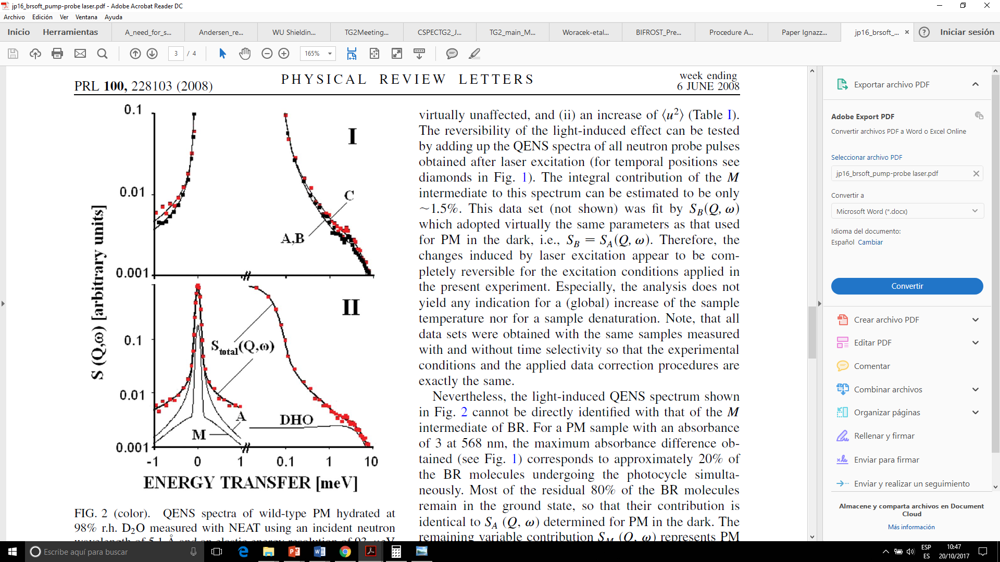 jp16_brsoft_pump-probe laser.pdf - Adobe Acrobat Reader DC
Archivo Edición Ver Ventana Ayuda
Inicio Herramientas A_need_for_s... Andersen_re... WU Shieldin... TG2Meeting... CSPECTG2_J... TG2_main_M... Woracek-etal... BIFROST_Pre... Procedure A... Paper Ignazz... jp16_brsoft_... Iniciar sesión
3 / 4 165%
PRL 100, 228103 (2008) PHYSICAL REVIEW LETTERS week ending
6 JUNE 2008
0.1
I
0.01
C
A,B
0.001
II
0.1
Stotal(Q,ω)
0.01
A
DHO
M
0.001
-1 0 1 0.1 1 10
S (Q,ω) [arbitrary units]
ENERGY TRANSFER [meV]
FIG. 2 (color). QENS spectra of wild-type PM hydrated at
98% r.h. D2O measured with NEAT using an incident neutron
virtually unaffected, and (ii) an increase of ⟨u²⟩ (Table I).
The reversibility of the light-induced effect can be tested
by adding up the QENS spectra of all neutron probe pulses
obtained after laser excitation (for temporal positions see
diamonds in Fig. 1). The integral contribution of the M
intermediate to this spectrum can be estimated to be only
~1.5%. This data set (not shown) was fit by SB(Q, ω)
which adopted virtually the same parameters as that used
for PM in the dark, i.e., SB = SA(Q, ω). Therefore, the
changes induced by laser excitation appear to be com-
pletely reversible for the excitation conditions applied in
the present experiment. Especially, the analysis does not
yield any indication for a (global) increase of the sample
temperature nor for a sample denaturation. Note, that all
data sets were obtained with the same samples measured
with and without time selectivity so that the experimental
conditions and the applied data correction procedures are
exactly the same.
Nevertheless, the light-induced QENS spectrum shown
in Fig. 2 cannot be directly identified with that of the M
intermediate of BR. For a PM sample with an absorbance
of 3 at 568 nm, the maximum absorbance difference ob-
tained (see Fig. 1) corresponds to approximately 20% of
the BR molecules undergoing the photocycle simulta-
neously. Most of the residual 80% of the BR molecules
remain in the ground state, so that their contribution is
identical to SA (Q, ω) determined for PM in the dark. The
remaining variable contribution SM (Q, ω) represents PM
Exportar archivo PDF
Adobe Export PDF
Convertir archivos PDF a Word o Excel Online
Seleccionar archivo PDF
jp16_brsoft_pump-probe laser.pdf
Convertir a
Microsoft Word (*.docx)
Idioma del documento:
Español Cambiar
Convertir
Crear archivo PDF
Editar PDF
Comentar
Combinar archivos
Organizar páginas
Rellenar y firmar
Enviar para firmar
Enviar y realizar un seguimiento
Almacene y comparta archivos en Document
Cloud
Más información
Escribe aquí para buscar
ESP
ES
10:47
20/10/2017